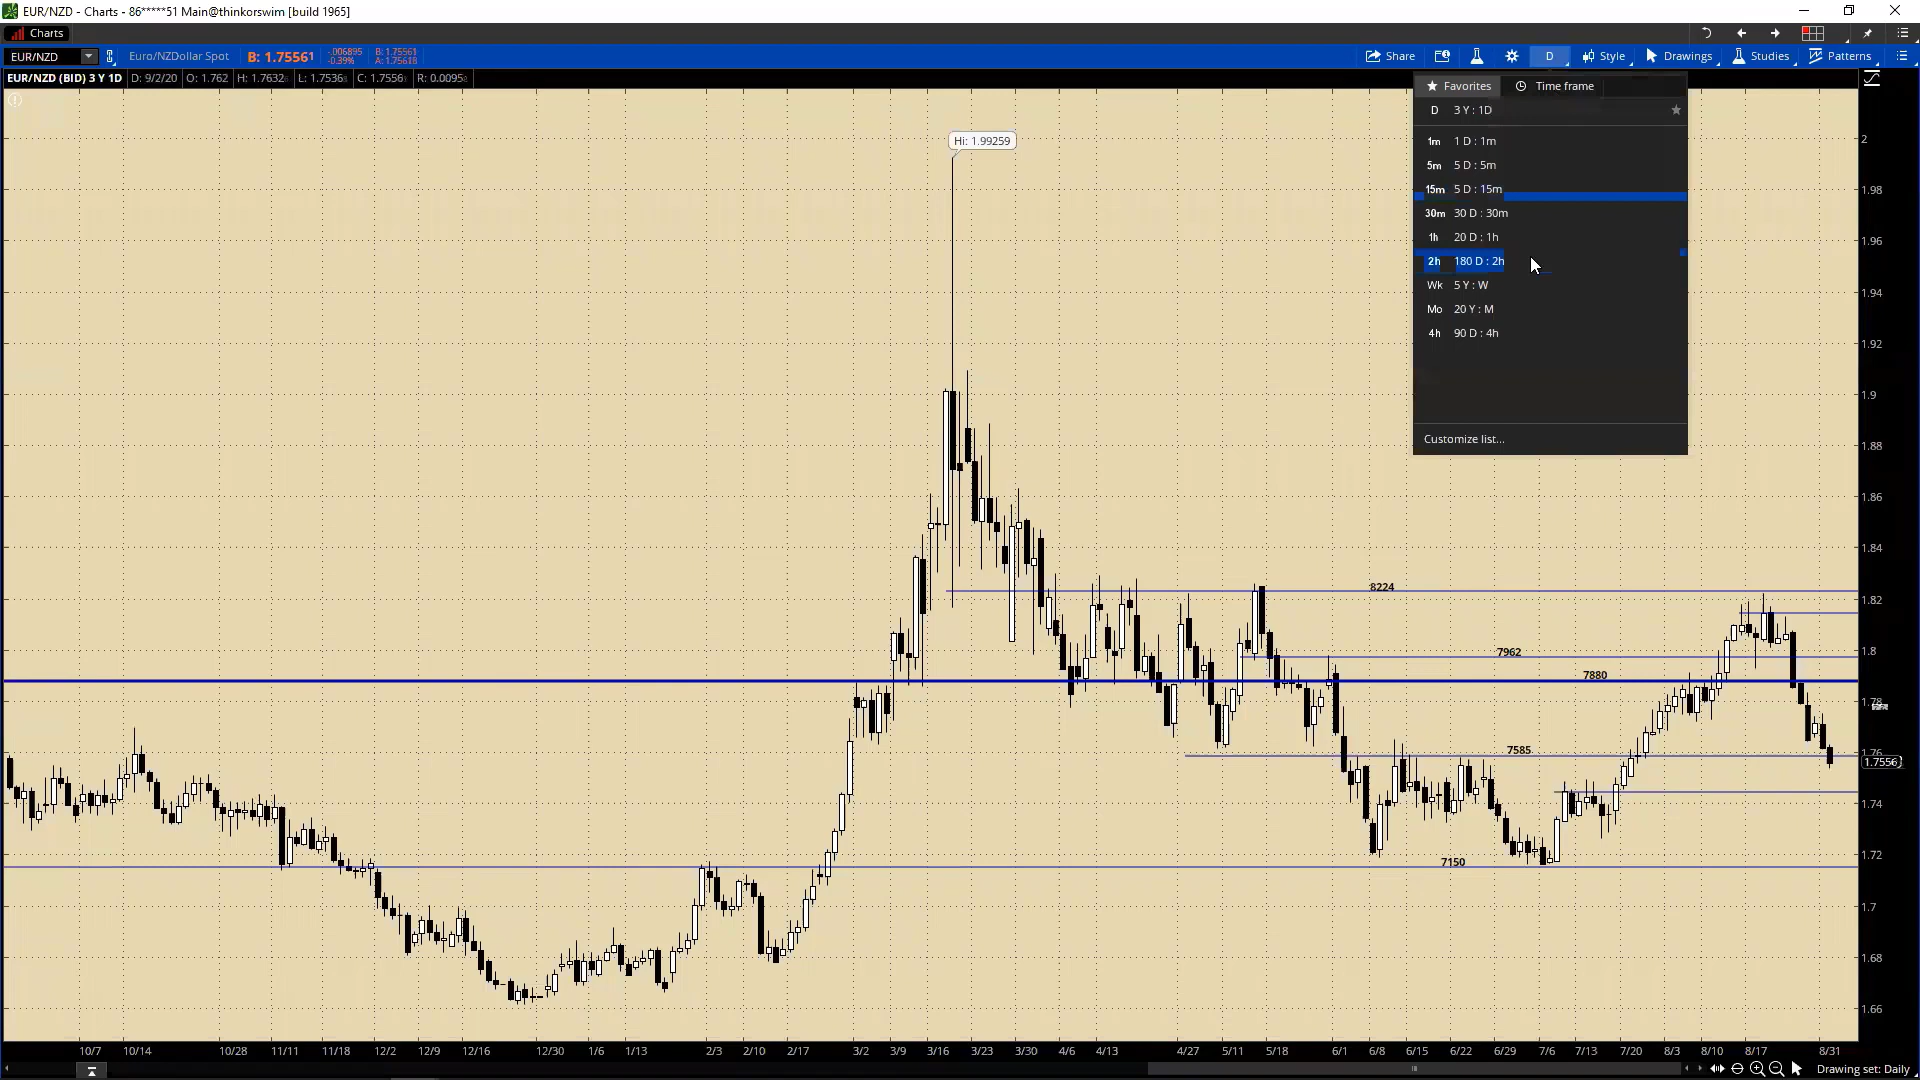 EUR/NZD - Charts - 86*****51 Main@thinkorswim [build 1965]
Charts
EUR/NZD Euro/NZDollar Spot B: 1.75561 -.006895 -0.39% B: 1.75561 A: 1.75618 Share D Style Drawings Studies Patterns
EUR/NZD (BID) 3 Y 1D D: 9/2/20 O: 1.762 H: 1.7632 L: 1.7536 C: 1.7556 R: 0.0095
Favorites Time frame
D 3 Y : 1D
1m 1 D : 1m
5m 5 D : 5m
15m 5 D : 15m
30m 30 D : 30m
1h 20 D : 1h
2h 180 D : 2h
Wk 5 Y : W
Mo 20 Y : M
4h 90 D : 4h
Customize list...
Hi: 1.99259
2
1.98
1.96
1.94
1.92
1.9
1.88
1.86
1.84
1.82
1.8
1.78
1.76
1.7556
1.74
1.72
1.7
1.68
1.66
8224
7962
7880
7585
7150
10/7 10/14 10/28 11/11 11/18 12/2 12/9 12/16 12/30 1/6 1/13 2/3 2/10 2/17 3/2 3/9 3/16 3/23 3/30 4/6 4/13 4/27 5/11 5/18 6/1 6/8 6/15 6/22 6/29 7/6 7/13 7/20 8/3 8/10 8/17 8/31
Drawing set: Daily